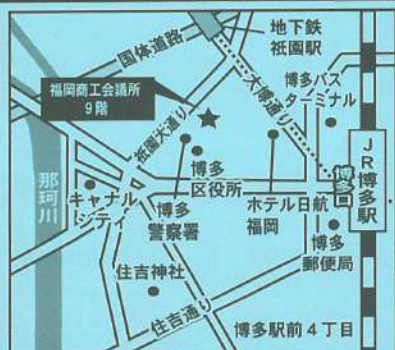 地下鉄
祇園駅
国体道路
大博通り
博多バス
ターミナル
福岡商工会議所
9階
祇園大通り
JR博多駅
博多口
那珂川
キャナル
シティ
博多
区役所
博多
警察署
ホテル日航
福岡
博多
郵便局
住吉神社
住吉通り
博多駅前4丁目